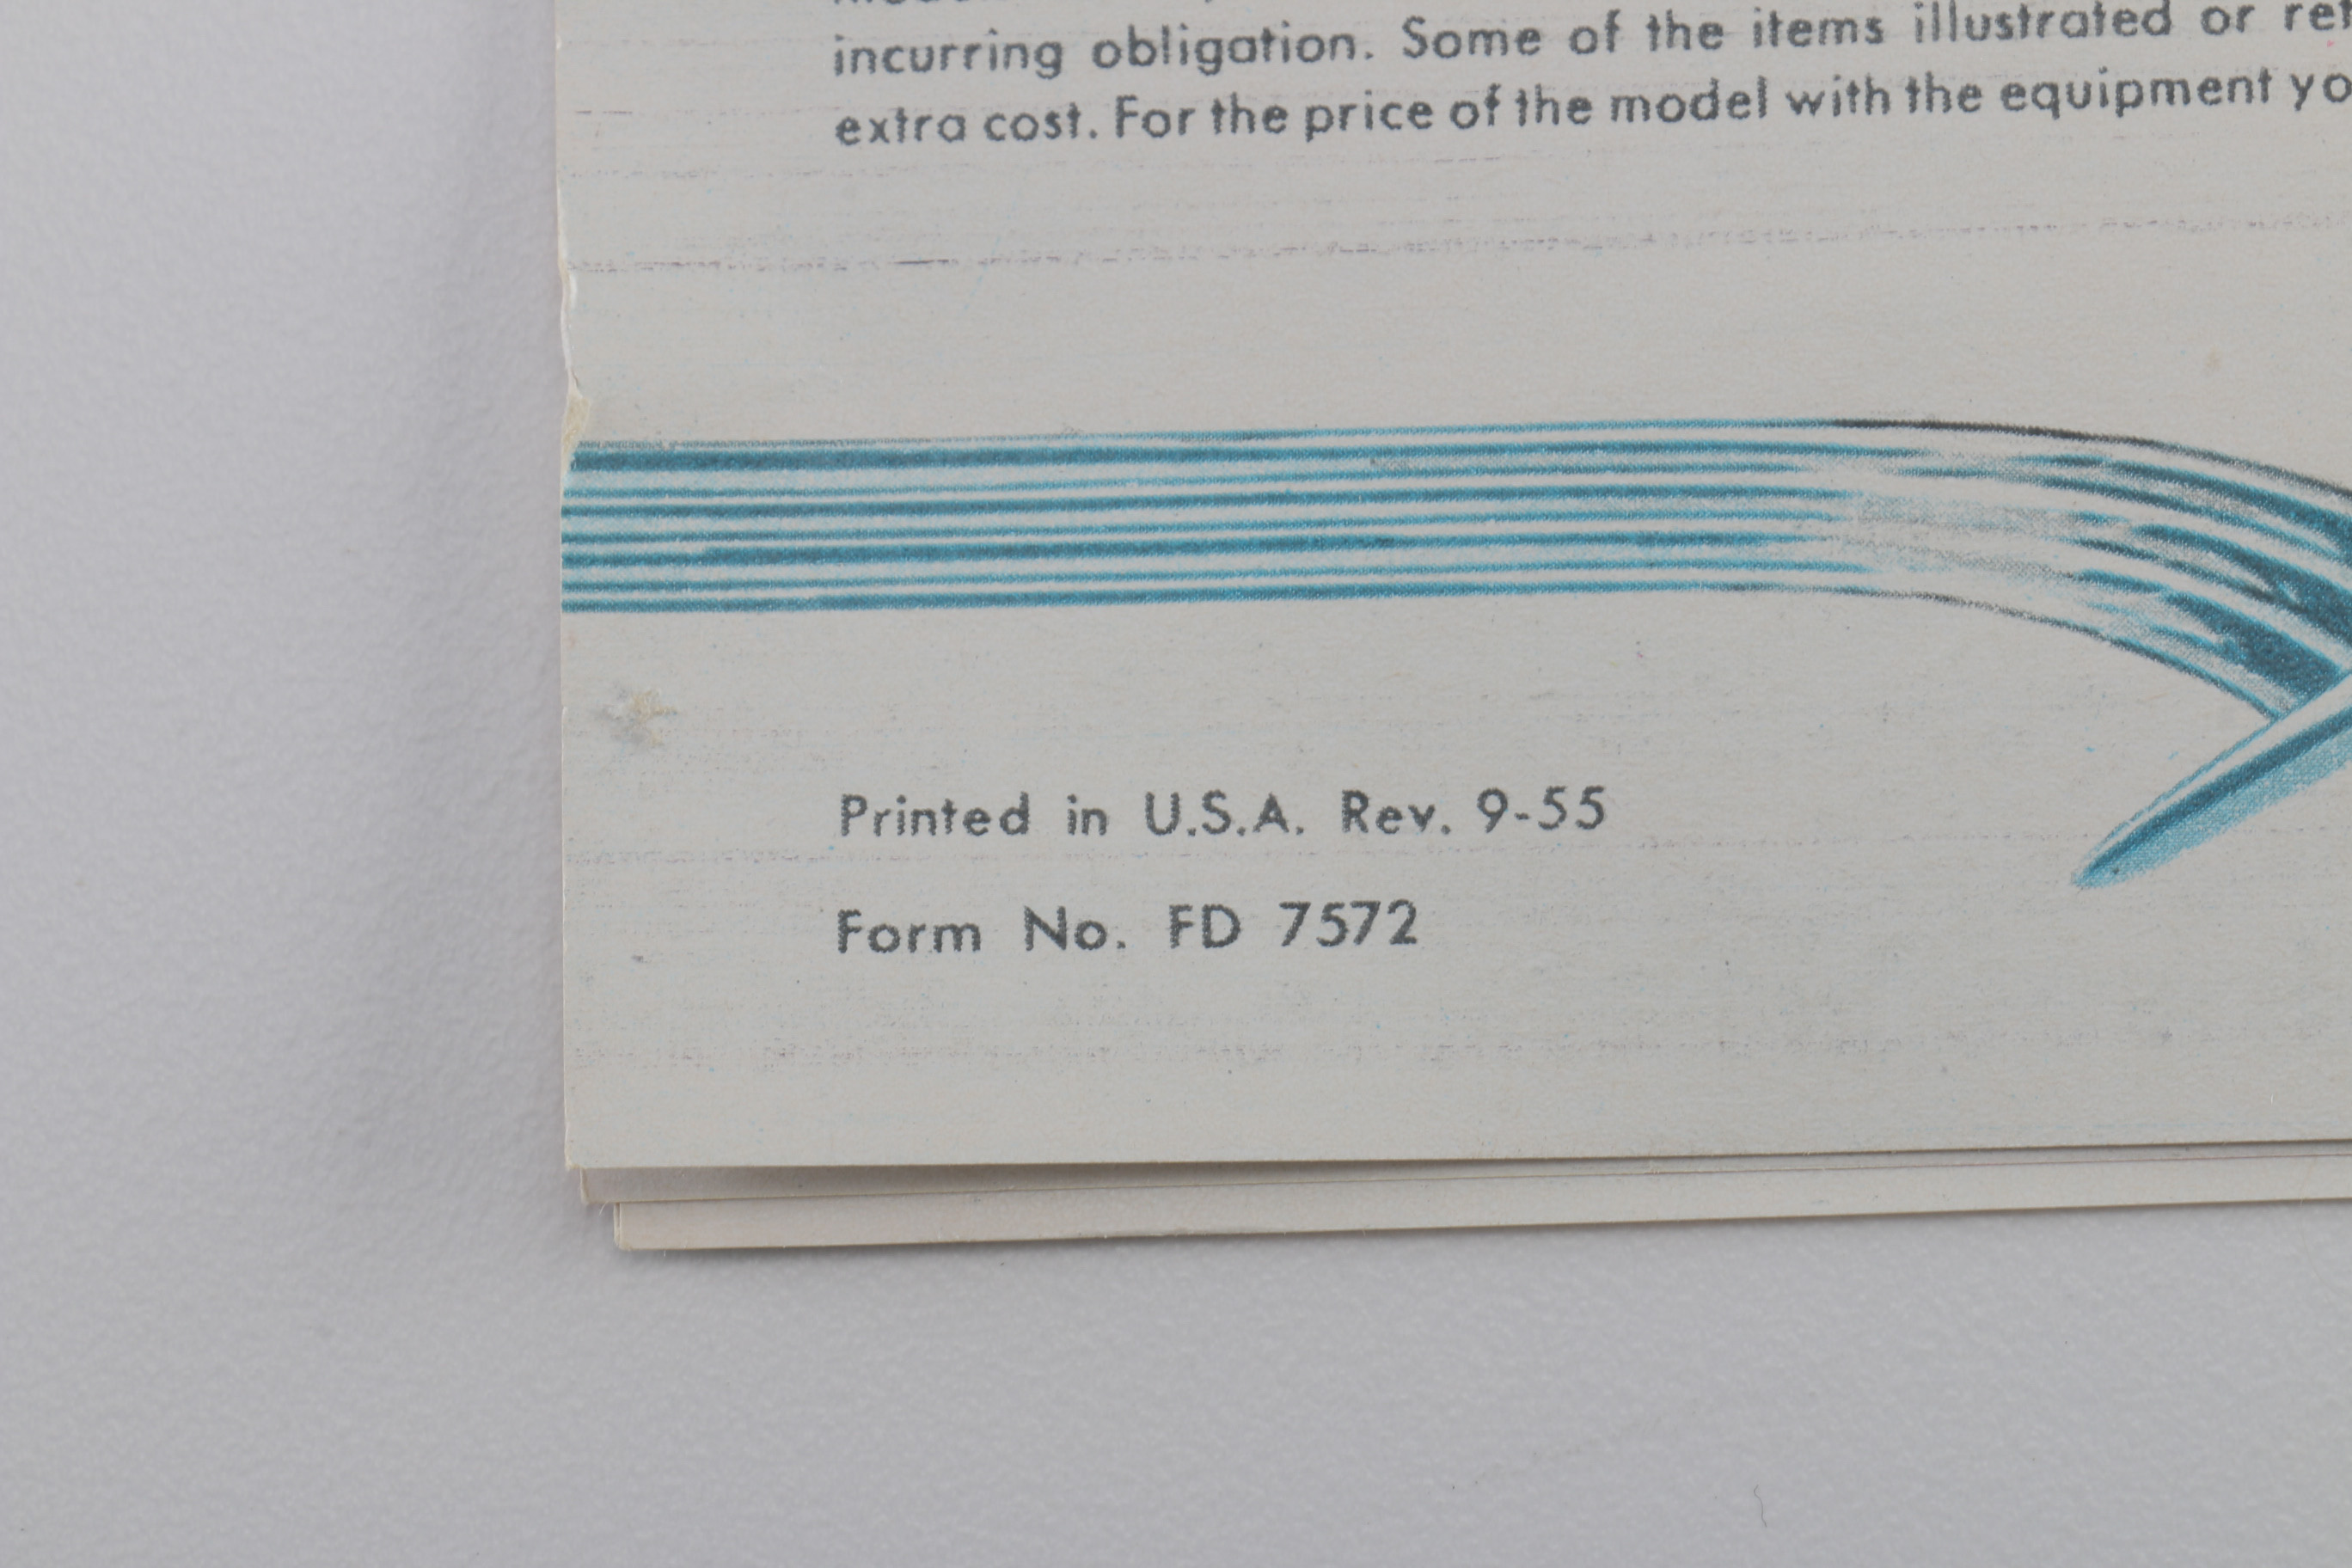 incurring obligation. Some of the items illustrated or
extra cost. For the price of the model with the equipment
Printed in U.S.A. Rev. 9-55
Form No. FD 7572